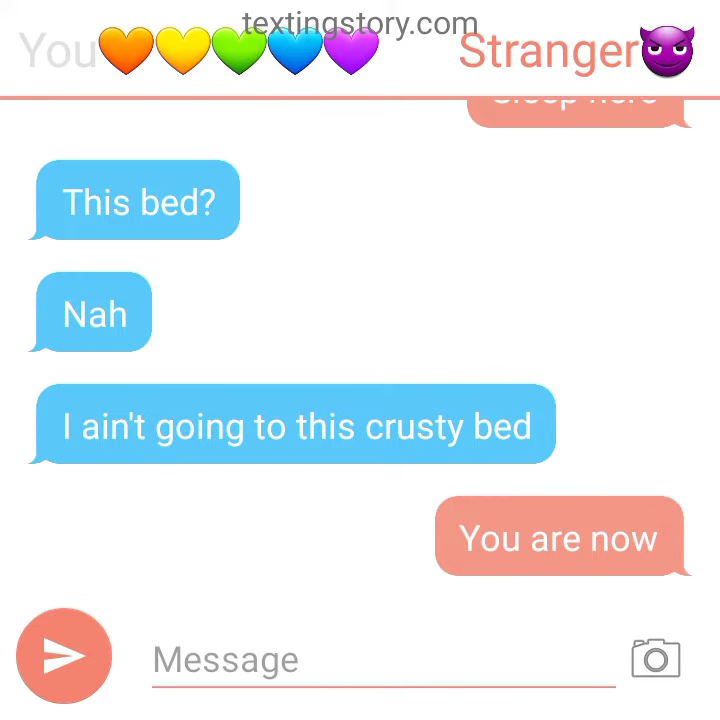 textingstory.com
You🧡💛💚💙💜 Stranger😈
This bed?
Nah
I ain't going to this crusty bed
You are now
Message